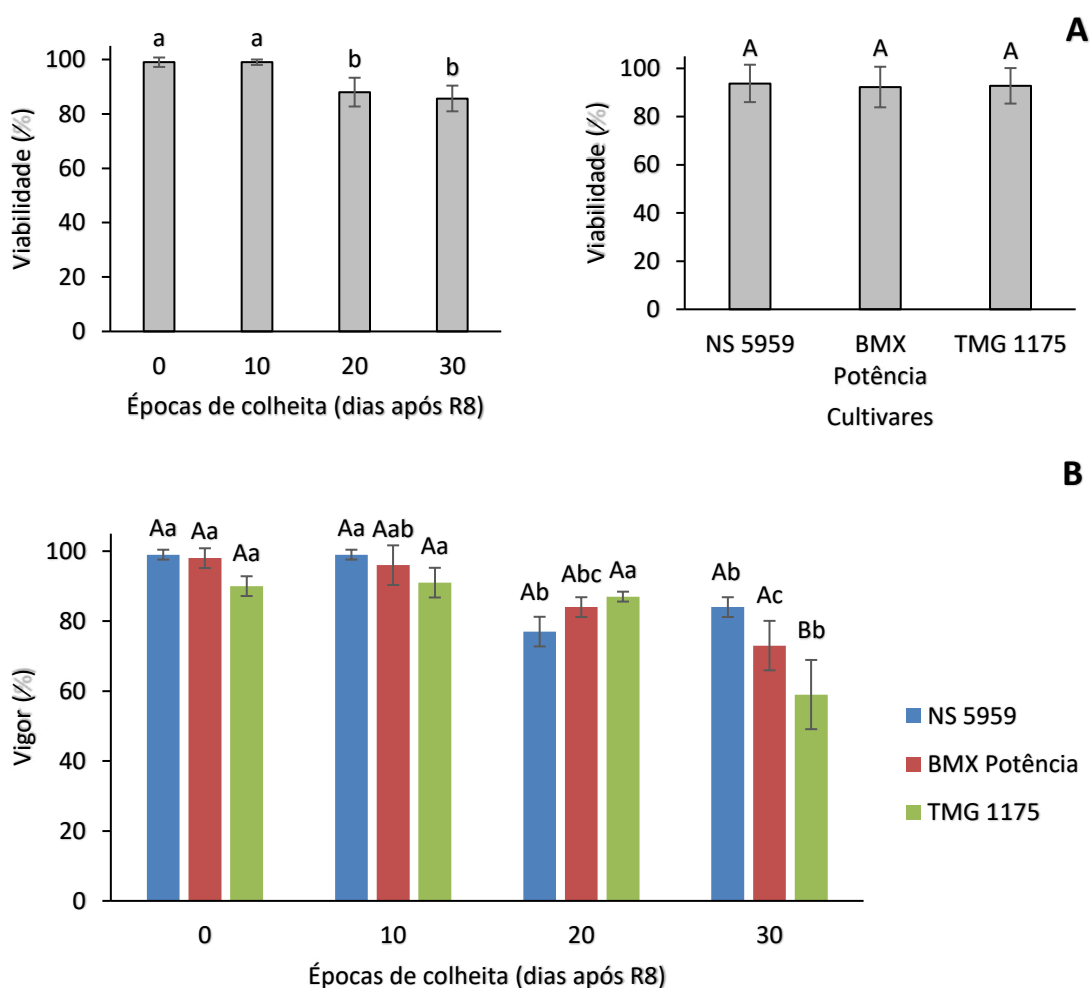 A
a a b b
100
80
60
40
20
0
Viabilidade (%)
0 10 20 30
Épocas de colheita (dias após R8)
A A A
100
80
60
40
20
0
Viabilidade (%)
NS 5959 BMX Potência TMG 1175
Cultivares
B
Aa Aa Aa Aa Aab Aa Ab Abc Aa Ab Ac Bb
100
80
60
40
20
0
Vigor (%)
0 10 20 30
Épocas de colheita (dias após R8)
NS 5959
BMX Potência
TMG 1175